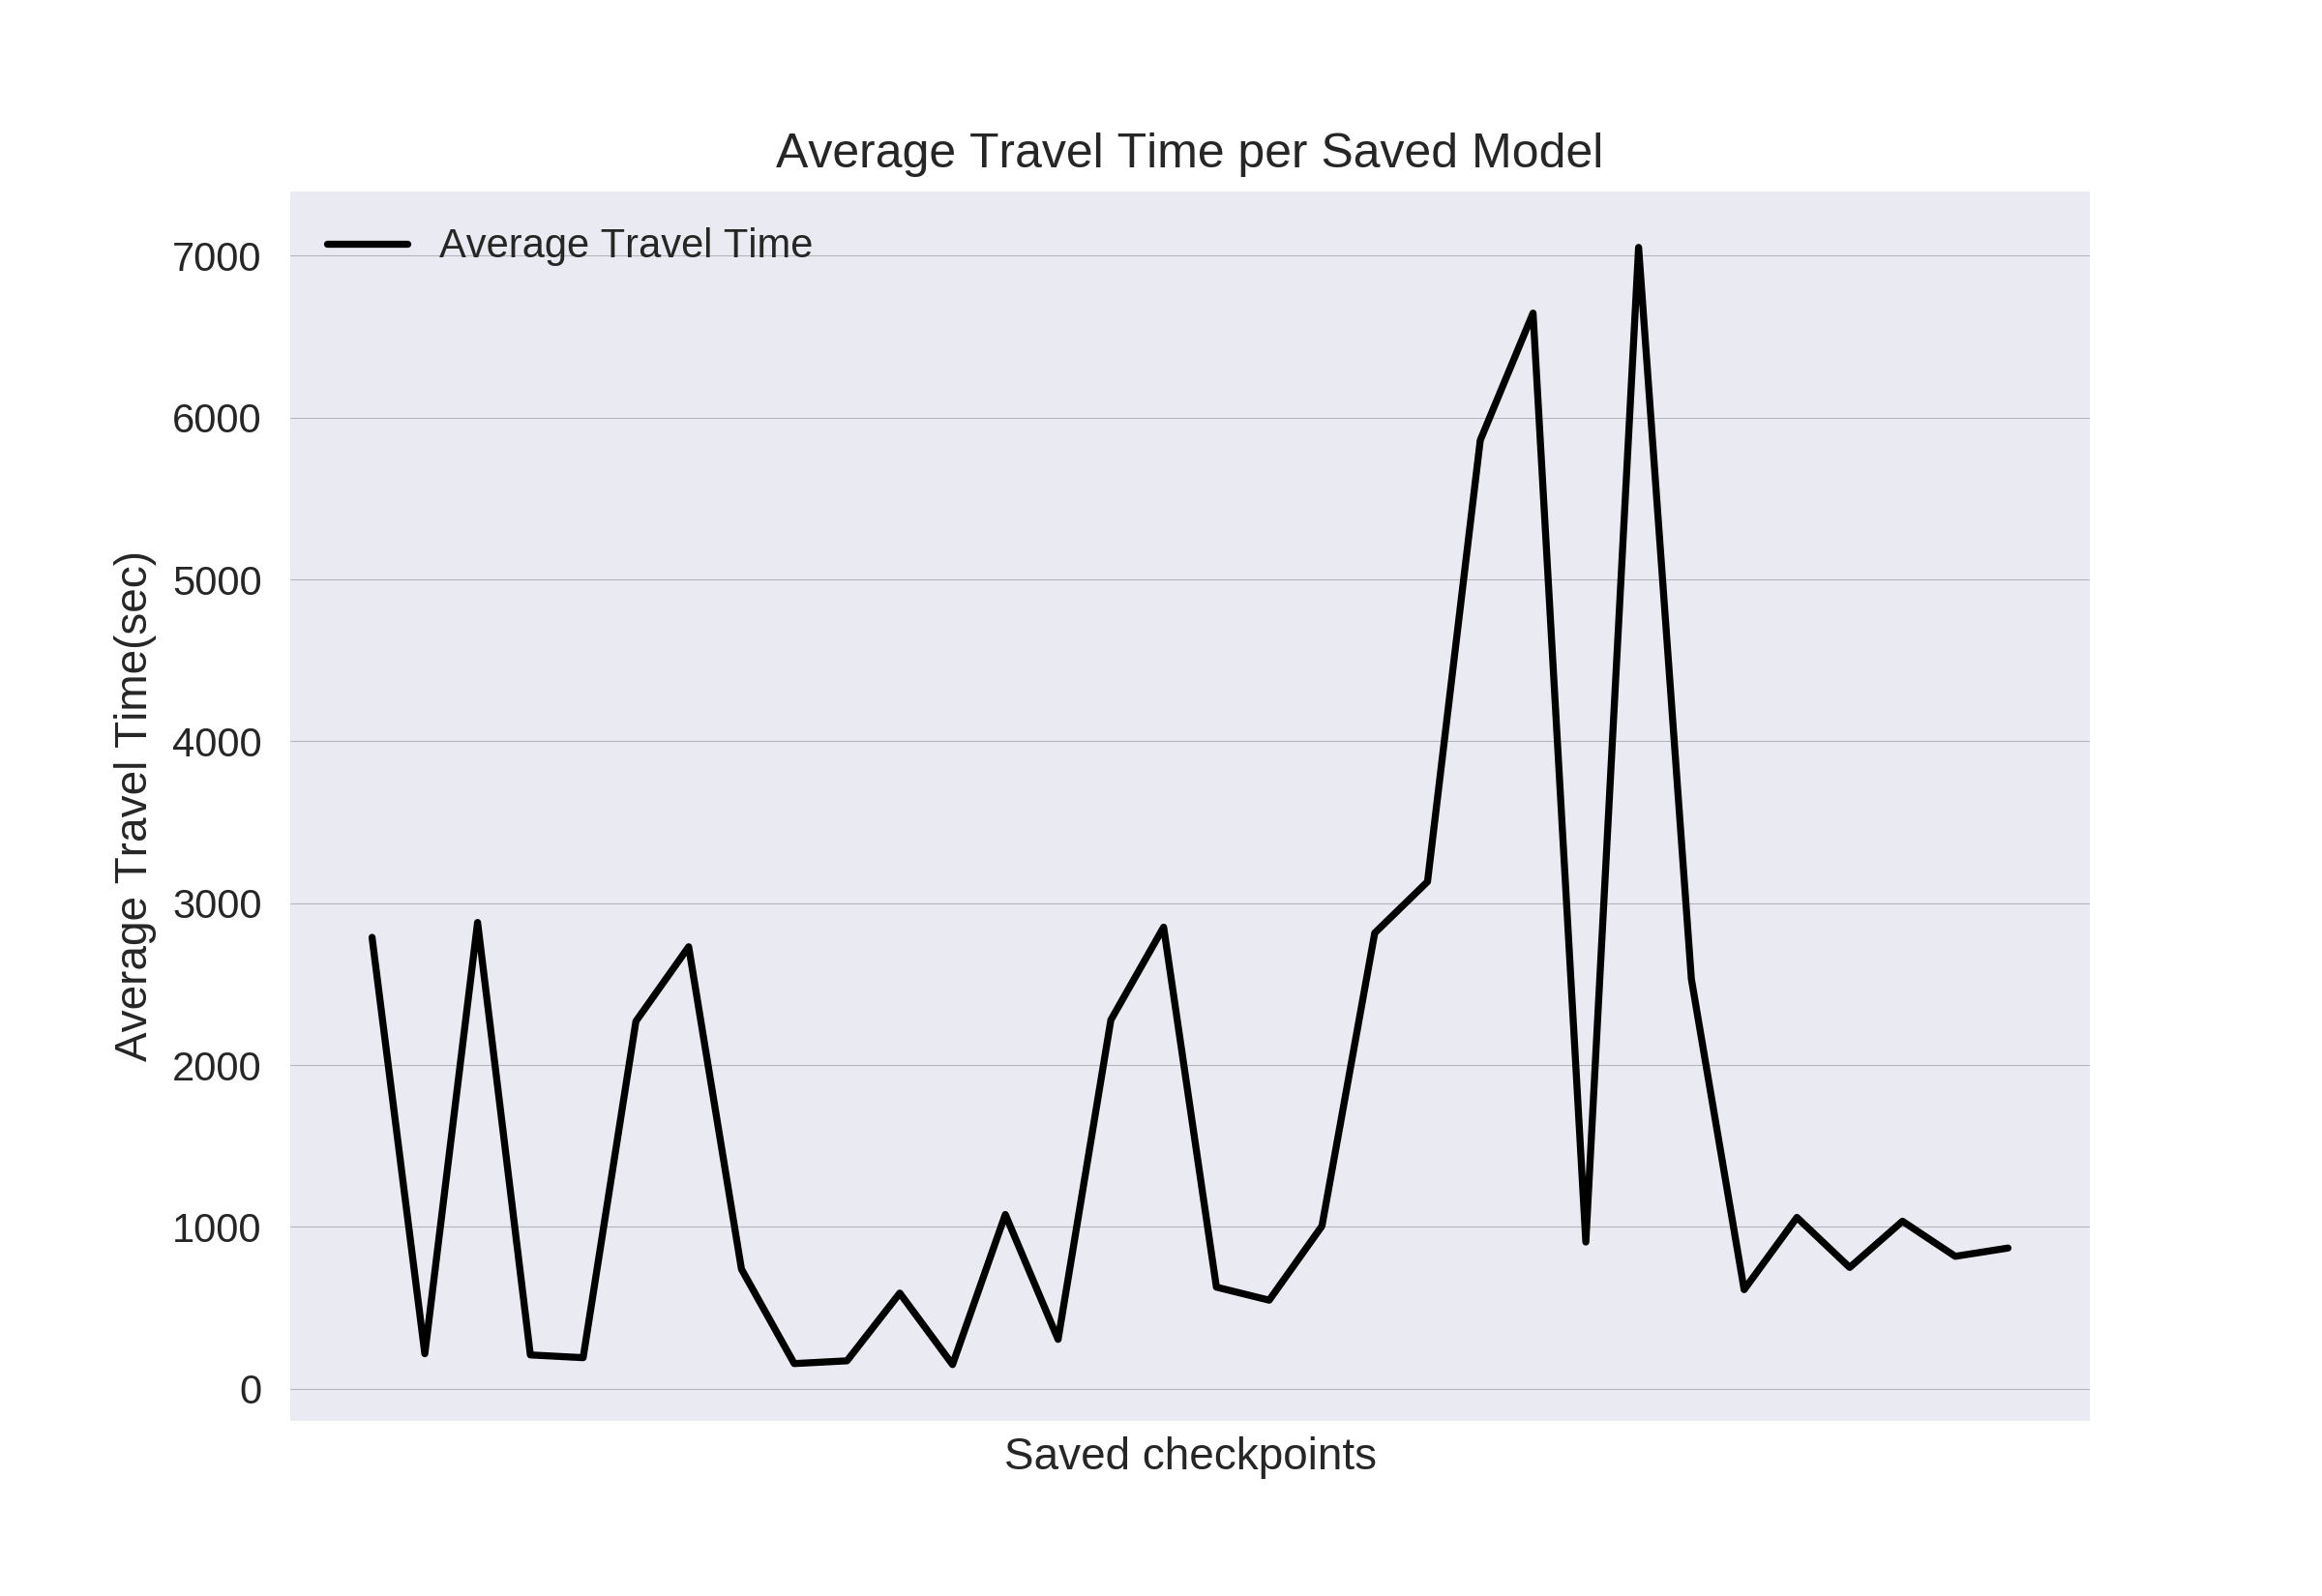 Average Travel Time per Saved Model
Average Travel Time
7000
6000
5000
4000
3000
2000
1000
0
Average Travel Time(sec)
Saved checkpoints